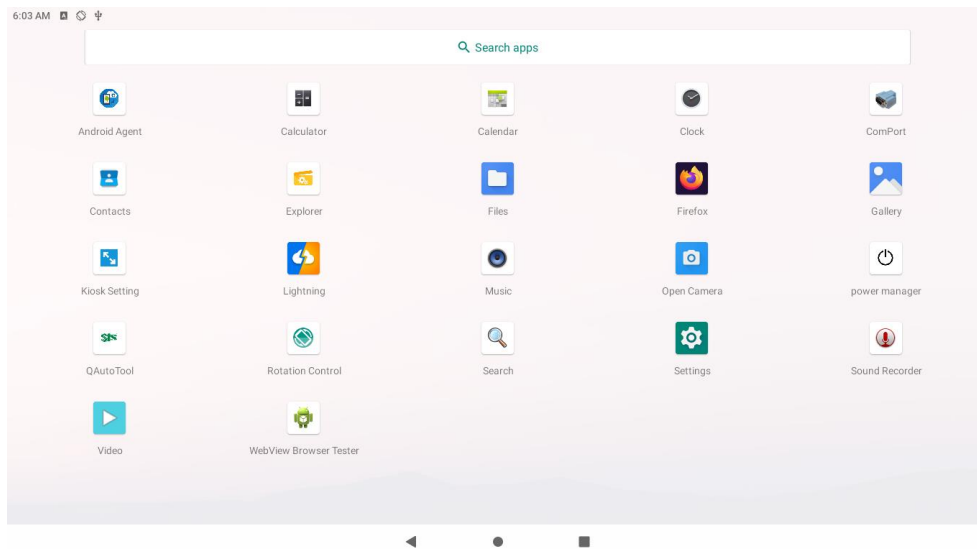 6:03 AM
Search apps
Android Agent
Calculator
Calendar
Clock
ComPort
Contacts
Explorer
Files
Firefox
Gallery
Kiosk Setting
Lightning
Music
Open Camera
power manager
QAutoTool
Rotation Control
Search
Settings
Sound Recorder
Video
WebView Browser Tester